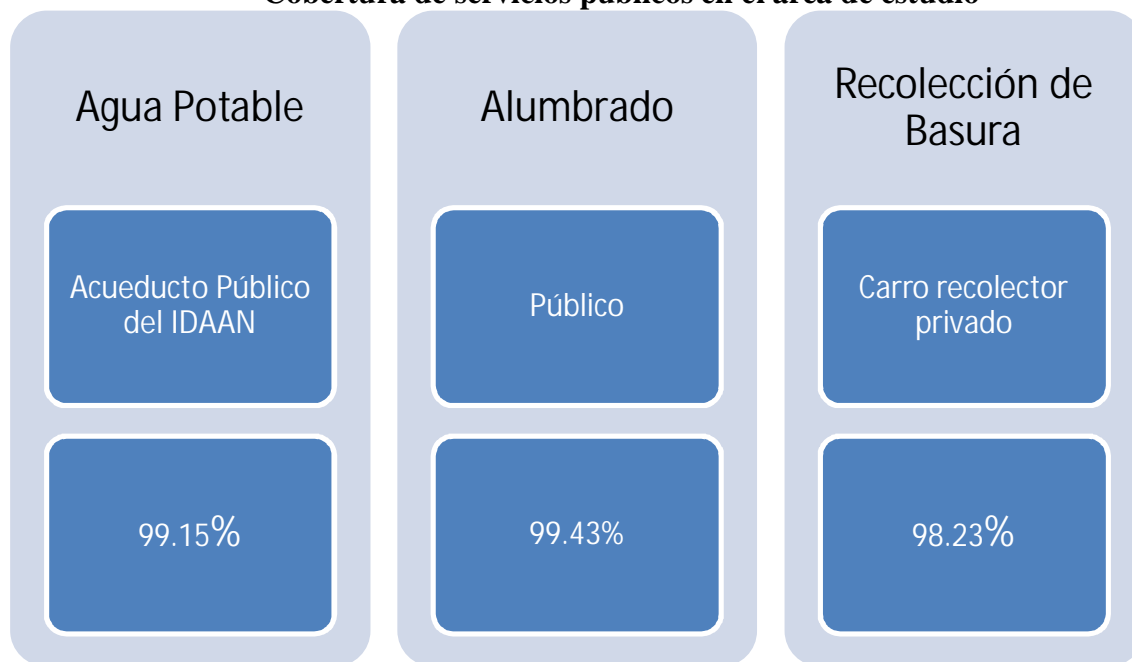 Cobertura de servicios públicos en el área de estudio
Agua Potable
Acueducto Público
del IDAAN
99.15%
Alumbrado
Público
99.43%
Recolección de
Basura
Carro recolector
privado
98.23%